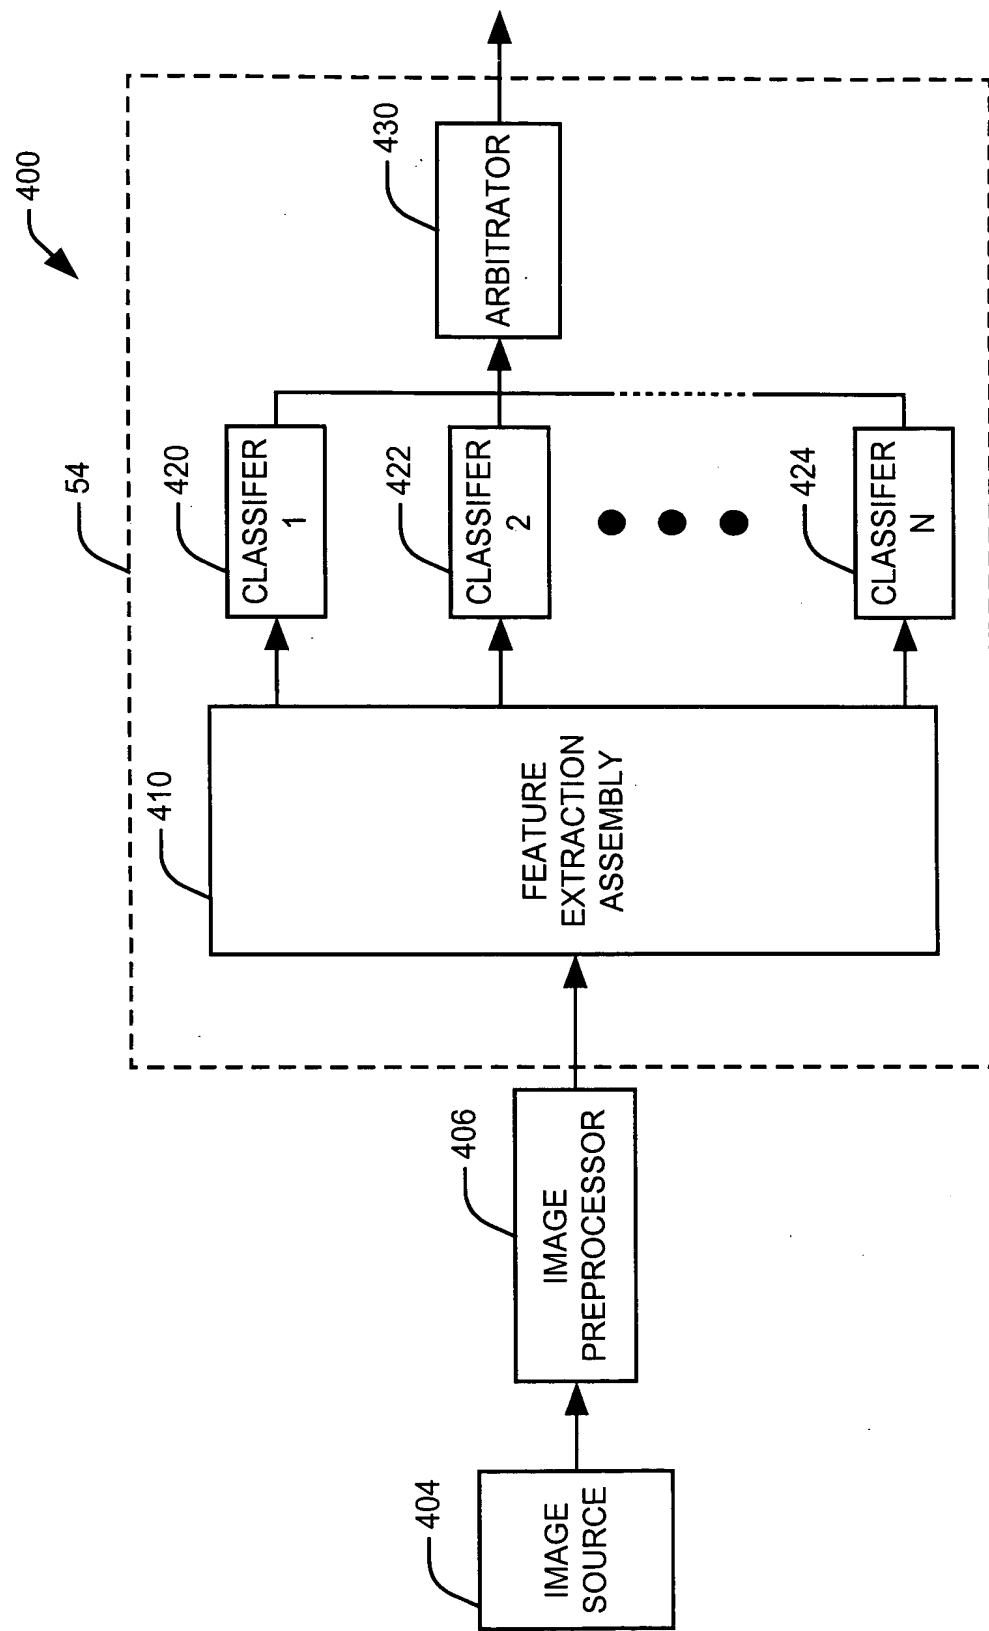 400
54
404
IMAGE
SOURCE
406
IMAGE
PREPROCESSOR
410
FEATURE
EXTRACTION
ASSEMBLY
420
CLASSIFER
1
422
CLASSIFER
2
424
CLASSIFER
N
430
ARBITRATOR